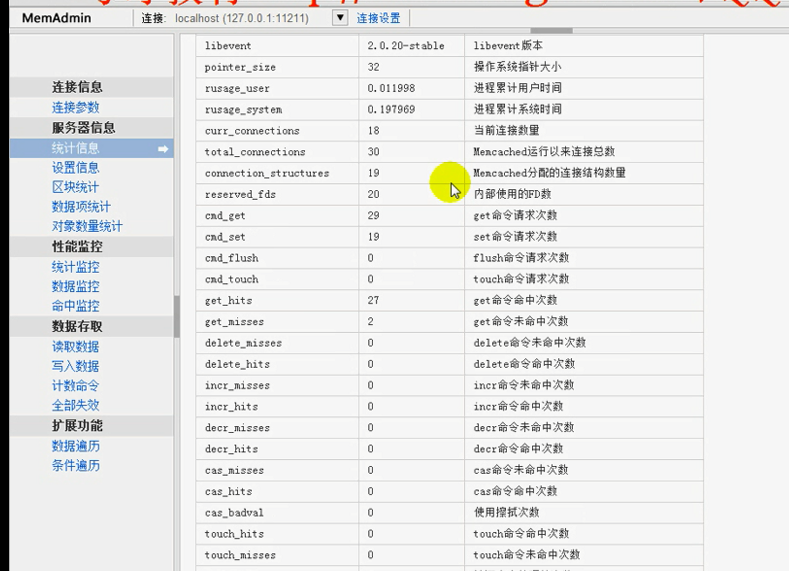 MemAdmin 连接: localhost (127.0.0.1:11211) 连接设置
连接信息
连接参数
服务器信息
统计信息
设置信息
区块统计
数据项统计
对象数量统计
性能监控
统计监控
数据监控
命中监控
数据存取
读取数据
写入数据
计数命令
全部失效
扩展功能
数据遍历
条件遍历
libevent 2.0.20-stable libevent版本
pointer_size 32 操作系统指针大小
rusage_user 0.011998 进程累计用户时间
rusage_system 0.197969 进程累计系统时间
curr_connections 18 当前连接数量
total_connections 30 Memcached运行以来连接总数
connection_structures 19 Memcached分配的连接结构数量
reserved_fds 20 内部使用的FD数
cmd_get 29 get命令请求次数
cmd_set 19 set命令请求次数
cmd_flush 0 flush命令请求次数
cmd_touch 0 touch命令请求次数
get_hits 27 get命令命中次数
get_misses 2 get命令未命中次数
delete_misses 0 delete命令未命中次数
delete_hits 0 delete命令命中次数
incr_misses 0 incr命令未命中次数
incr_hits 0 incr命令命中次数
decr_misses 0 decr命令未命中次数
decr_hits 0 decr命令命中次数
cas_misses 0 cas命令未命中次数
cas_hits 0 cas命令命中次数
cas_badval 0 使用擦拭次数
touch_hits 0 touch命令命中次数
touch_misses 0 touch命令未命中次数